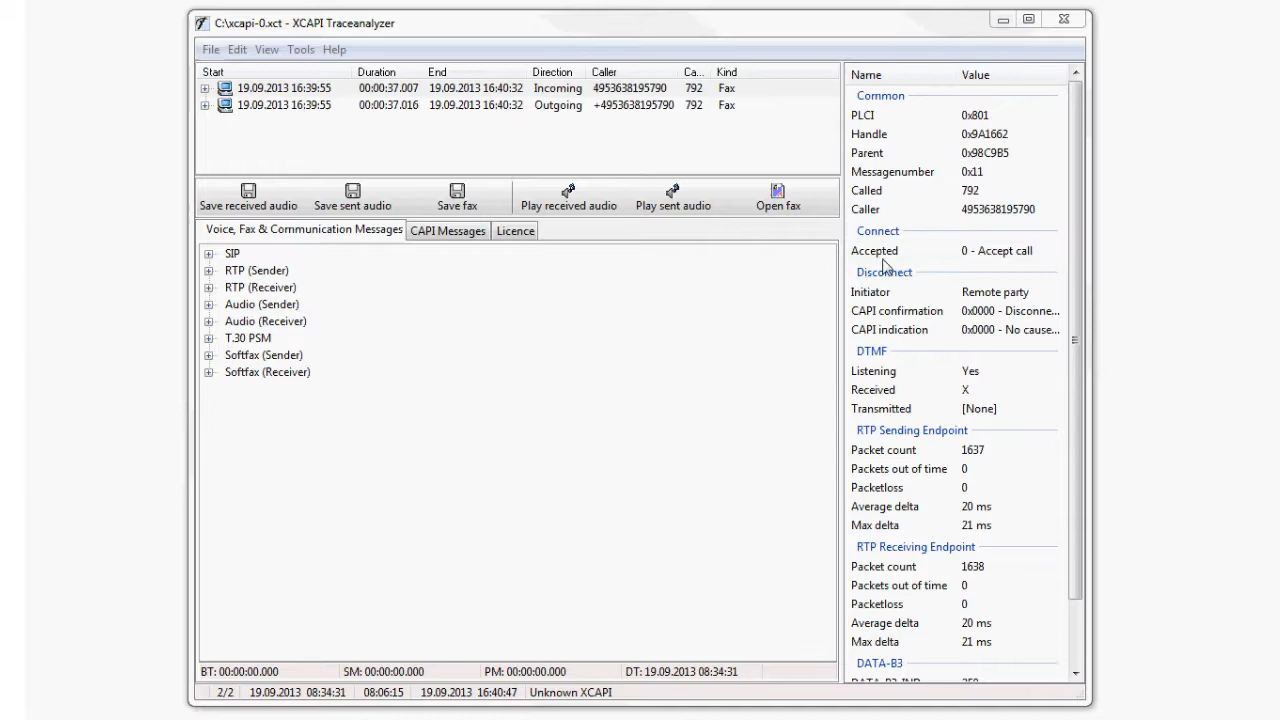 C:\xcapi-0.xct - XCAPI Traceanalyzer
File Edit View Tools Help
Start Duration End Direction Caller Ca... Kind
19.09.2013 16:39:55 00:00:37.007 19.09.2013 16:40:32 Incoming 4953638195790 792 Fax
19.09.2013 16:39:55 00:00:37.016 19.09.2013 16:40:32 Outgoing +4953638195790 792 Fax
Save received audio Save sent audio Save fax Play received audio Play sent audio Open fax
Voice, Fax & Communication Messages CAPI Messages Licence
SIP
RTP (Sender)
RTP (Receiver)
Audio (Sender)
Audio (Receiver)
T.30 PSM
Softfax (Sender)
Softfax (Receiver)
BT: 00:00:00.000 SM: 00:00:00.000 PM: 00:00:00.000 DT: 19.09.2013 08:34:31
2/2 19.09.2013 08:34:31 08:06:15 19.09.2013 16:40:47 Unknown XCAPI
Name Value
Common
PLCI 0x801
Handle 0x9A1662
Parent 0x98C9B5
Messagenumber 0x11
Called 792
Caller 4953638195790
Connect
Accepted 0 - Accept call
Disconnect
Initiator Remote party
CAPI confirmation 0x0000 - Disconne...
CAPI indication 0x0000 - No cause...
DTMF
Listening Yes
Received X
Transmitted [None]
RTP Sending Endpoint
Packet count 1637
Packets out of time 0
Packetloss 0
Average delta 20 ms
Max delta 21 ms
RTP Receiving Endpoint
Packet count 1638
Packets out of time 0
Packetloss 0
Average delta 20 ms
Max delta 21 ms
DATA-B3